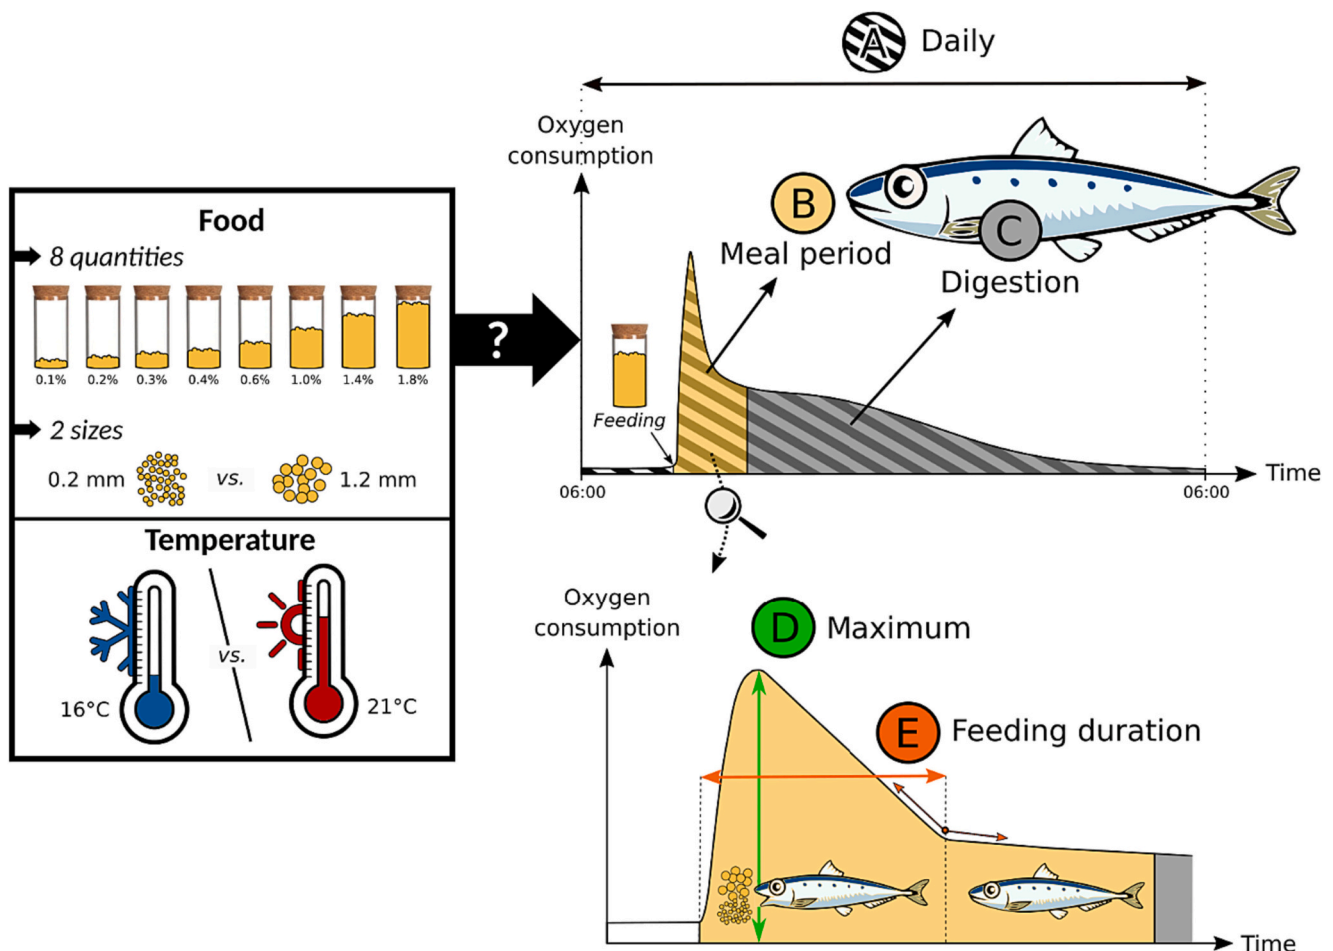 A Daily
Oxygen
consumption
B
Meal period
C
Digestion
Food
8 quantities
0.1% 0.2% 0.3% 0.4% 0.6% 1.0% 1.4% 1.8%
?
Feeding
2 sizes
0.2 mm vs. 1.2 mm
Time
06:00 06:00
Temperature
16°C vs. 21°C
Oxygen
consumption
D Maximum
E Feeding duration
Time